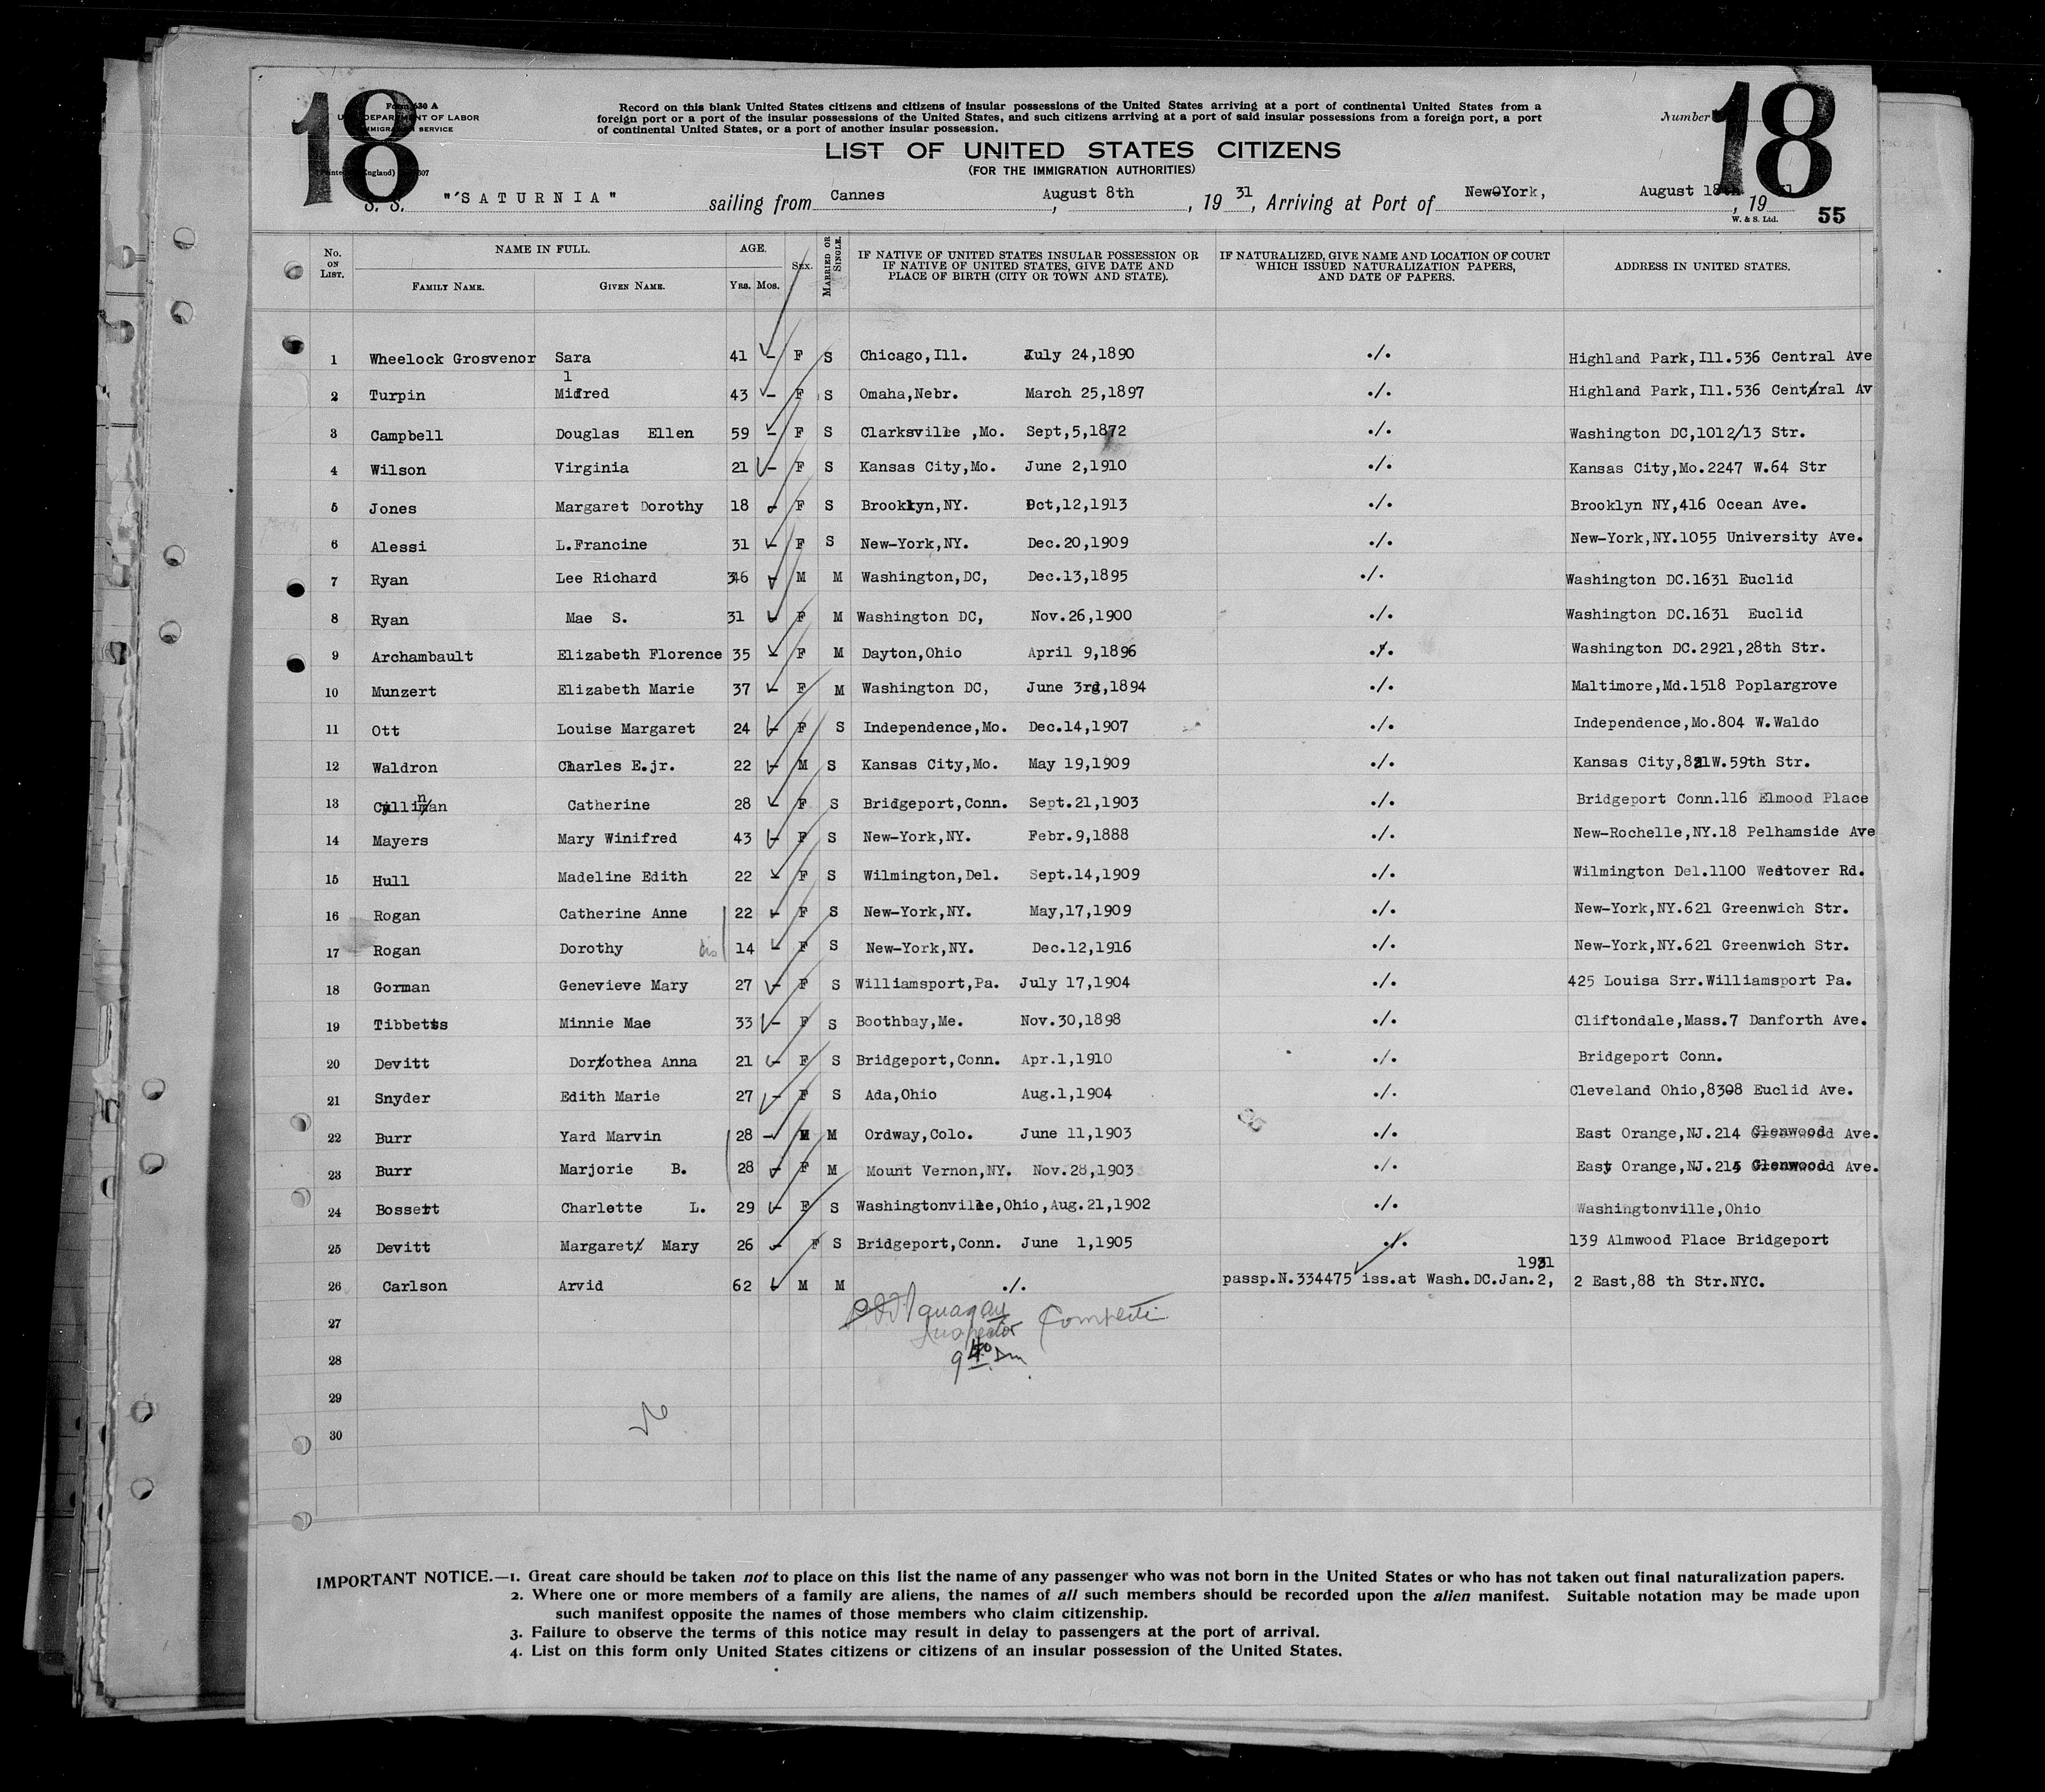 18
18
Form 630 A
U.S. DEPARTMENT OF LABOR
IMMIGRATION SERVICE
Record on this blank United States citizens and citizens of insular possessions of the United States arriving at a port of continental United States from a
foreign port or a port of the insular possessions of the United States, and such citizens arriving at a port of said insular possessions from a foreign port, a port
of continental United States, or a port of another insular possession.
Number
LIST OF UNITED STATES CITIZENS
(FOR THE IMMIGRATION AUTHORITIES)
S. S. "SATURNIA" sailing from Cannes, August 8th, 19 31, Arriving at Port of New-York, August 18th, 19
W. & S. Ltd. 55
No. ON LIST. NAME IN FULL. AGE. SEX. MARRIED OR SINGLE. IF NATIVE OF UNITED STATES INSULAR POSSESSION OR IF NATIVE OF UNITED STATES, GIVE DATE AND PLACE OF BIRTH (CITY OR TOWN AND STATE). IF NATURALIZED, GIVE NAME AND LOCATION OF COURT WHICH ISSUED NATURALIZATION PAPERS, AND DATE OF PAPERS. ADDRESS IN UNITED STATES.
FAMILY NAME. GIVEN NAME. YRS. MOS.
1 Wheelock Grosvenor Sara 41 - F S Chicago,Ill. July 24,1890 ./. Highland Park,Ill.536 Central Ave
2 Turpin Mildred 43 - F S Omaha,Nebr. March 25,1897 ./. Highland Park,Ill.536 Central Av
3 Campbell Douglas Ellen 59 - F S Clarksville ,Mo. Sept,5,1872 ./. Washington DC,1012/13 Str.
4 Wilson Virginia 21 - F S Kansas City,Mo. June 2,1910 ./. Kansas City,Mo.2247 W.64 Str
5 Jones Margaret Dorothy 18 - F S Brooklyn,NY. Oct,12,1913 ./. Brooklyn NY,416 Ocean Ave.
6 Alessi L.Francine 31 - F S New-York,NY. Dec.20,1909 ./. New-York,NY.1055 University Ave.
7 Ryan Lee Richard 36 - M M Washington,DC, Dec.13,1895 ./. Washington DC.1631 Euclid
8 Ryan Mae S. 31 - F M Washington DC, Nov.26,1900 ./. Washington DC.1631 Euclid
9 Archambault Elizabeth Florence 35 - F M Dayton,Ohio April 9,1896 ./. Washington DC.2921,28th Str.
10 Munzert Elizabeth Marie 37 - F M Washington DC, June 3rd,1894 ./. Maltimore,Md.1518 Poplargrove
11 Ott Louise Margaret 24 - F S Independence,Mo. Dec.14,1907 ./. Independence,Mo.804 W.Waldo
12 Waldron Charles E.jr. 22 - M S Kansas City,Mo. May 19,1909 ./. Kansas City,821W.59th Str.
13 Cullinan Catherine 28 - F S Bridgeport,Conn. Sept.21,1903 ./. Bridgeport Conn.116 Elmood Place
14 Mayers Mary Winifred 43 - F S New-York,NY. Febr.9,1888 ./. New-Rochelle,NY.18 Pelhamside Ave
15 Hull Madeline Edith 22 - F S Wilmington,Del. Sept.14,1909 ./. Wilmington Del.1100 Westover Rd.
16 Rogan Catherine Anne 22 - F S New-York,NY. May,17,1909 ./. New-York,NY.621 Greenwich Str.
17 Rogan Dorothy 14 - F S New-York,NY. Dec.12,1916 ./. New-York,NY.621 Greenwich Str.
18 Gorman Genevieve Mary 27 - F S Williamsport,Pa. July 17,1904 ./. 425 Louisa Srr.Williamsport Pa.
19 Tibbetts Minnie Mae 33 - F S Boothbay,Me. Nov.30,1898 ./. Cliftondale,Mass.7 Danforth Ave.
20 Devitt Dorothea Anna 21 - F S Bridgeport,Conn. Apr.1,1910 ./. Bridgeport Conn.
21 Snyder Edith Marie 27 - F S Ada,Ohio Aug.1,1904 ./. Cleveland Ohio,8308 Euclid Ave.
22 Burr Yard Marvin 28 - M M Ordway,Colo. June 11,1903 ./. East Orange,NJ.214 Glenwood Ave.
23 Burr Marjorie B. 28 - F M Mount Vernon,NY. Nov.28,1903 ./. East Orange,NJ.214 Glenwood Ave.
24 Bossert Charlette L. 29 - F S Washingtonville,Ohio,Aug.21,1902 ./. Washingtonville,Ohio
25 Devitt Margaret Mary 26 - F S Bridgeport,Conn. June 1,1905 ./. 139 Almwood Place Bridgeport
26 Carlson Arvid 62 - M M ./. passp.N.334475 iss.at Wash.DC.Jan.2, 1931 2 East,88 th Str.NYC.
27 Inspector Complete
28 9 40
29
30
IMPORTANT NOTICE.—1. Great care should be taken not to place on this list the name of any passenger who was not born in the United States or who has not taken out final naturalization papers.
2. Where one or more members of a family are aliens, the names of all such members should be recorded upon the alien manifest. Suitable notation may be made upon
such manifest opposite the names of those members who claim citizenship.
3. Failure to observe the terms of this notice may result in delay to passengers at the port of arrival.
4. List on this form only United States citizens or citizens of an insular possession of the United States.